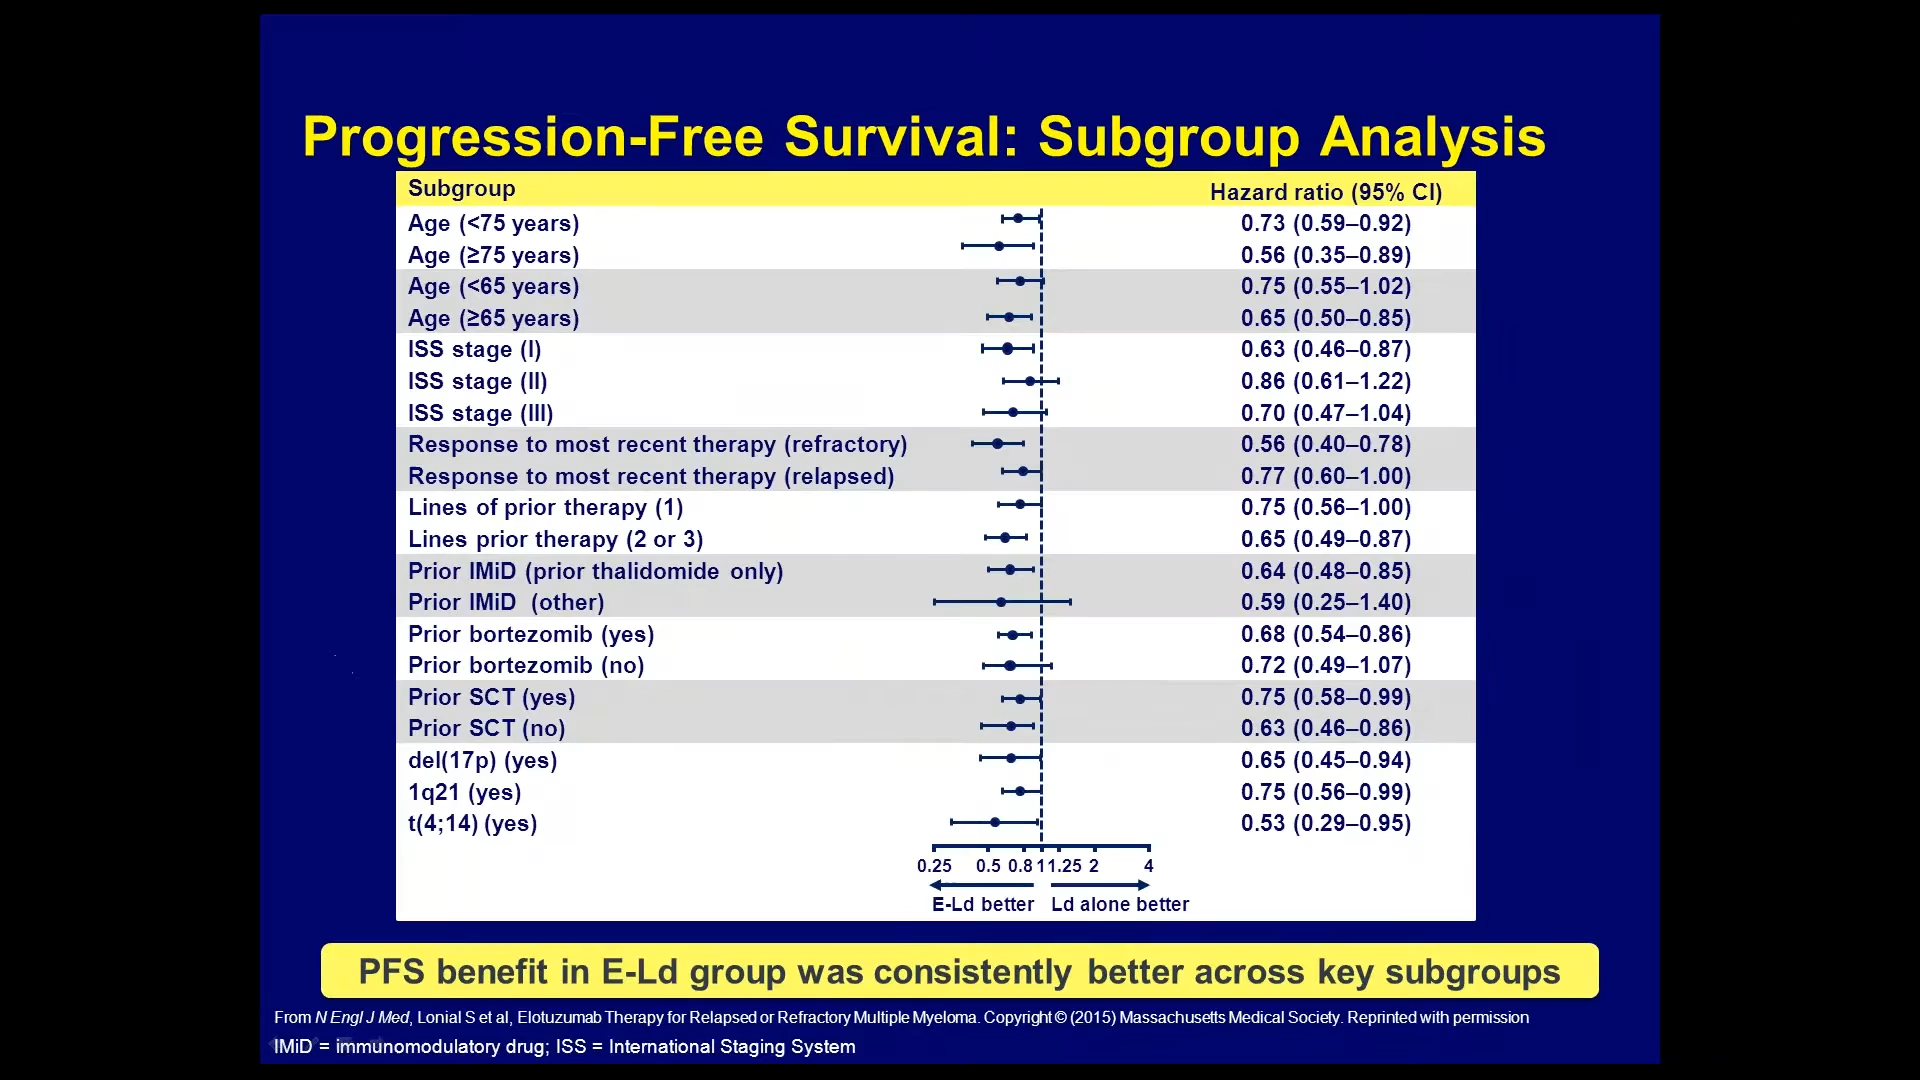 Progression-Free Survival: Subgroup Analysis
Subgroup Hazard ratio (95% CI)
Age (<75 years) 0.73 (0.59–0.92)
Age (≥75 years) 0.56 (0.35–0.89)
Age (<65 years) 0.75 (0.55–1.02)
Age (≥65 years) 0.65 (0.50–0.85)
ISS stage (I) 0.63 (0.46–0.87)
ISS stage (II) 0.86 (0.61–1.22)
ISS stage (III) 0.70 (0.47–1.04)
Response to most recent therapy (refractory) 0.56 (0.40–0.78)
Response to most recent therapy (relapsed) 0.77 (0.60–1.00)
Lines of prior therapy (1) 0.75 (0.56–1.00)
Lines prior therapy (2 or 3) 0.65 (0.49–0.87)
Prior IMiD (prior thalidomide only) 0.64 (0.48–0.85)
Prior IMiD (other) 0.59 (0.25–1.40)
Prior bortezomib (yes) 0.68 (0.54–0.86)
Prior bortezomib (no) 0.72 (0.49–1.07)
Prior SCT (yes) 0.75 (0.58–0.99)
Prior SCT (no) 0.63 (0.46–0.86)
del(17p) (yes) 0.65 (0.45–0.94)
1q21 (yes) 0.75 (0.56–0.99)
t(4;14) (yes) 0.53 (0.29–0.95)
0.25 0.5 0.8 1 1.25 2 4
E-Ld better Ld alone better
PFS benefit in E-Ld group was consistently better across key subgroups
From N Engl J Med, Lonial S et al, Elotuzumab Therapy for Relapsed or Refractory Multiple Myeloma. Copyright © (2015) Massachusetts Medical Society. Reprinted with permission
IMiD = immunomodulatory drug; ISS = International Staging System